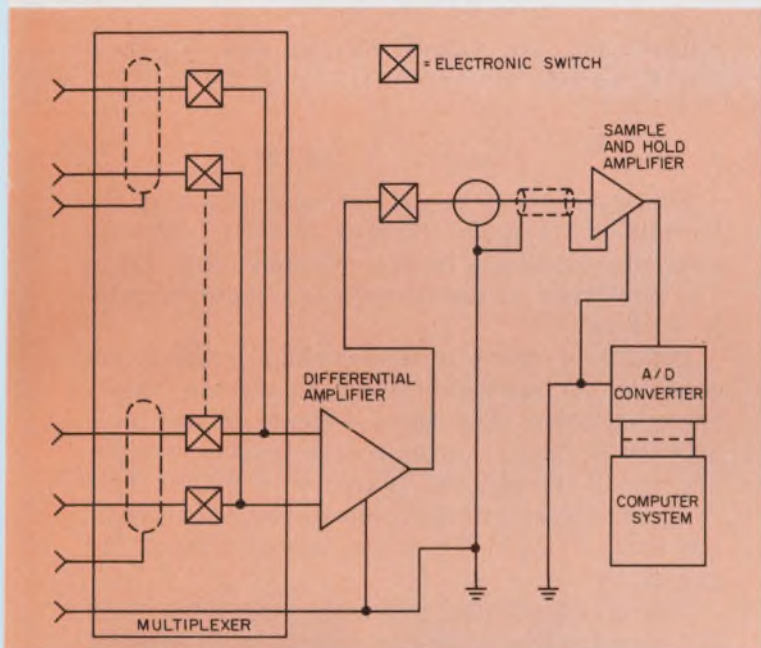 = ELECTRONIC SWITCH
SAMPLE
AND HOLD
AMPLIFIER
DIFFERENTIAL
AMPLIFIER
A/D
CONVERTER
COMPUTER
SYSTEM
MULTIPLEXER